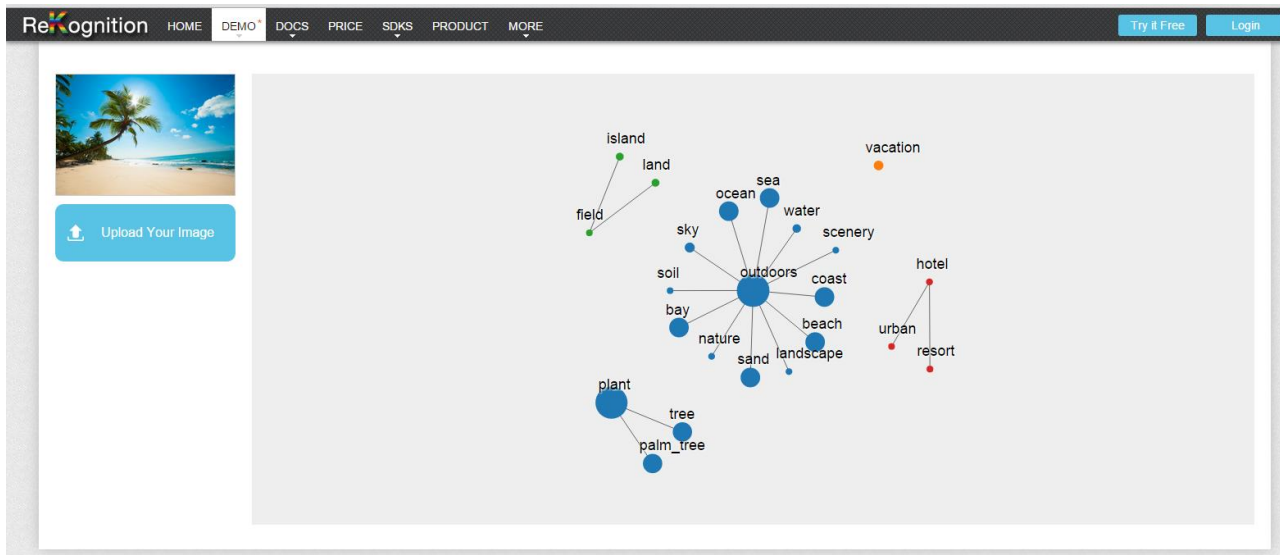 ReKognition HOME DEMO* DOCS PRICE SDKS PRODUCT MORE Try it Free Login
Upload Your Image
island
land
field
vacation
sea
ocean
water
sky
scenery
soil
outdoors
coast
bay
beach
nature
sand
landscape
hotel
urban
resort
plant
tree
palm_tree